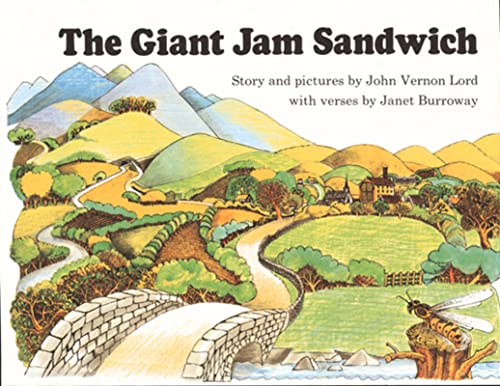 The Giant Jam Sandwich
Story and pictures by John Vernon Lord
with verses by Janet Burroway